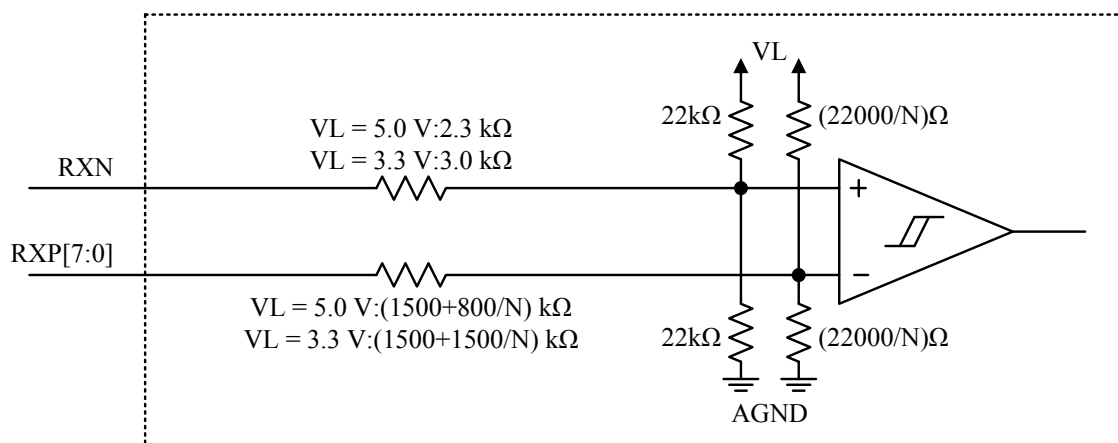 VL
22kΩ
(22000/N)Ω
VL = 5.0 V:2.3 kΩ
VL = 3.3 V:3.0 kΩ
RXN
+
RXP[7:0]
−
VL = 5.0 V:(1500+800/N) kΩ
VL = 3.3 V:(1500+1500/N) kΩ
22kΩ
(22000/N)Ω
AGND